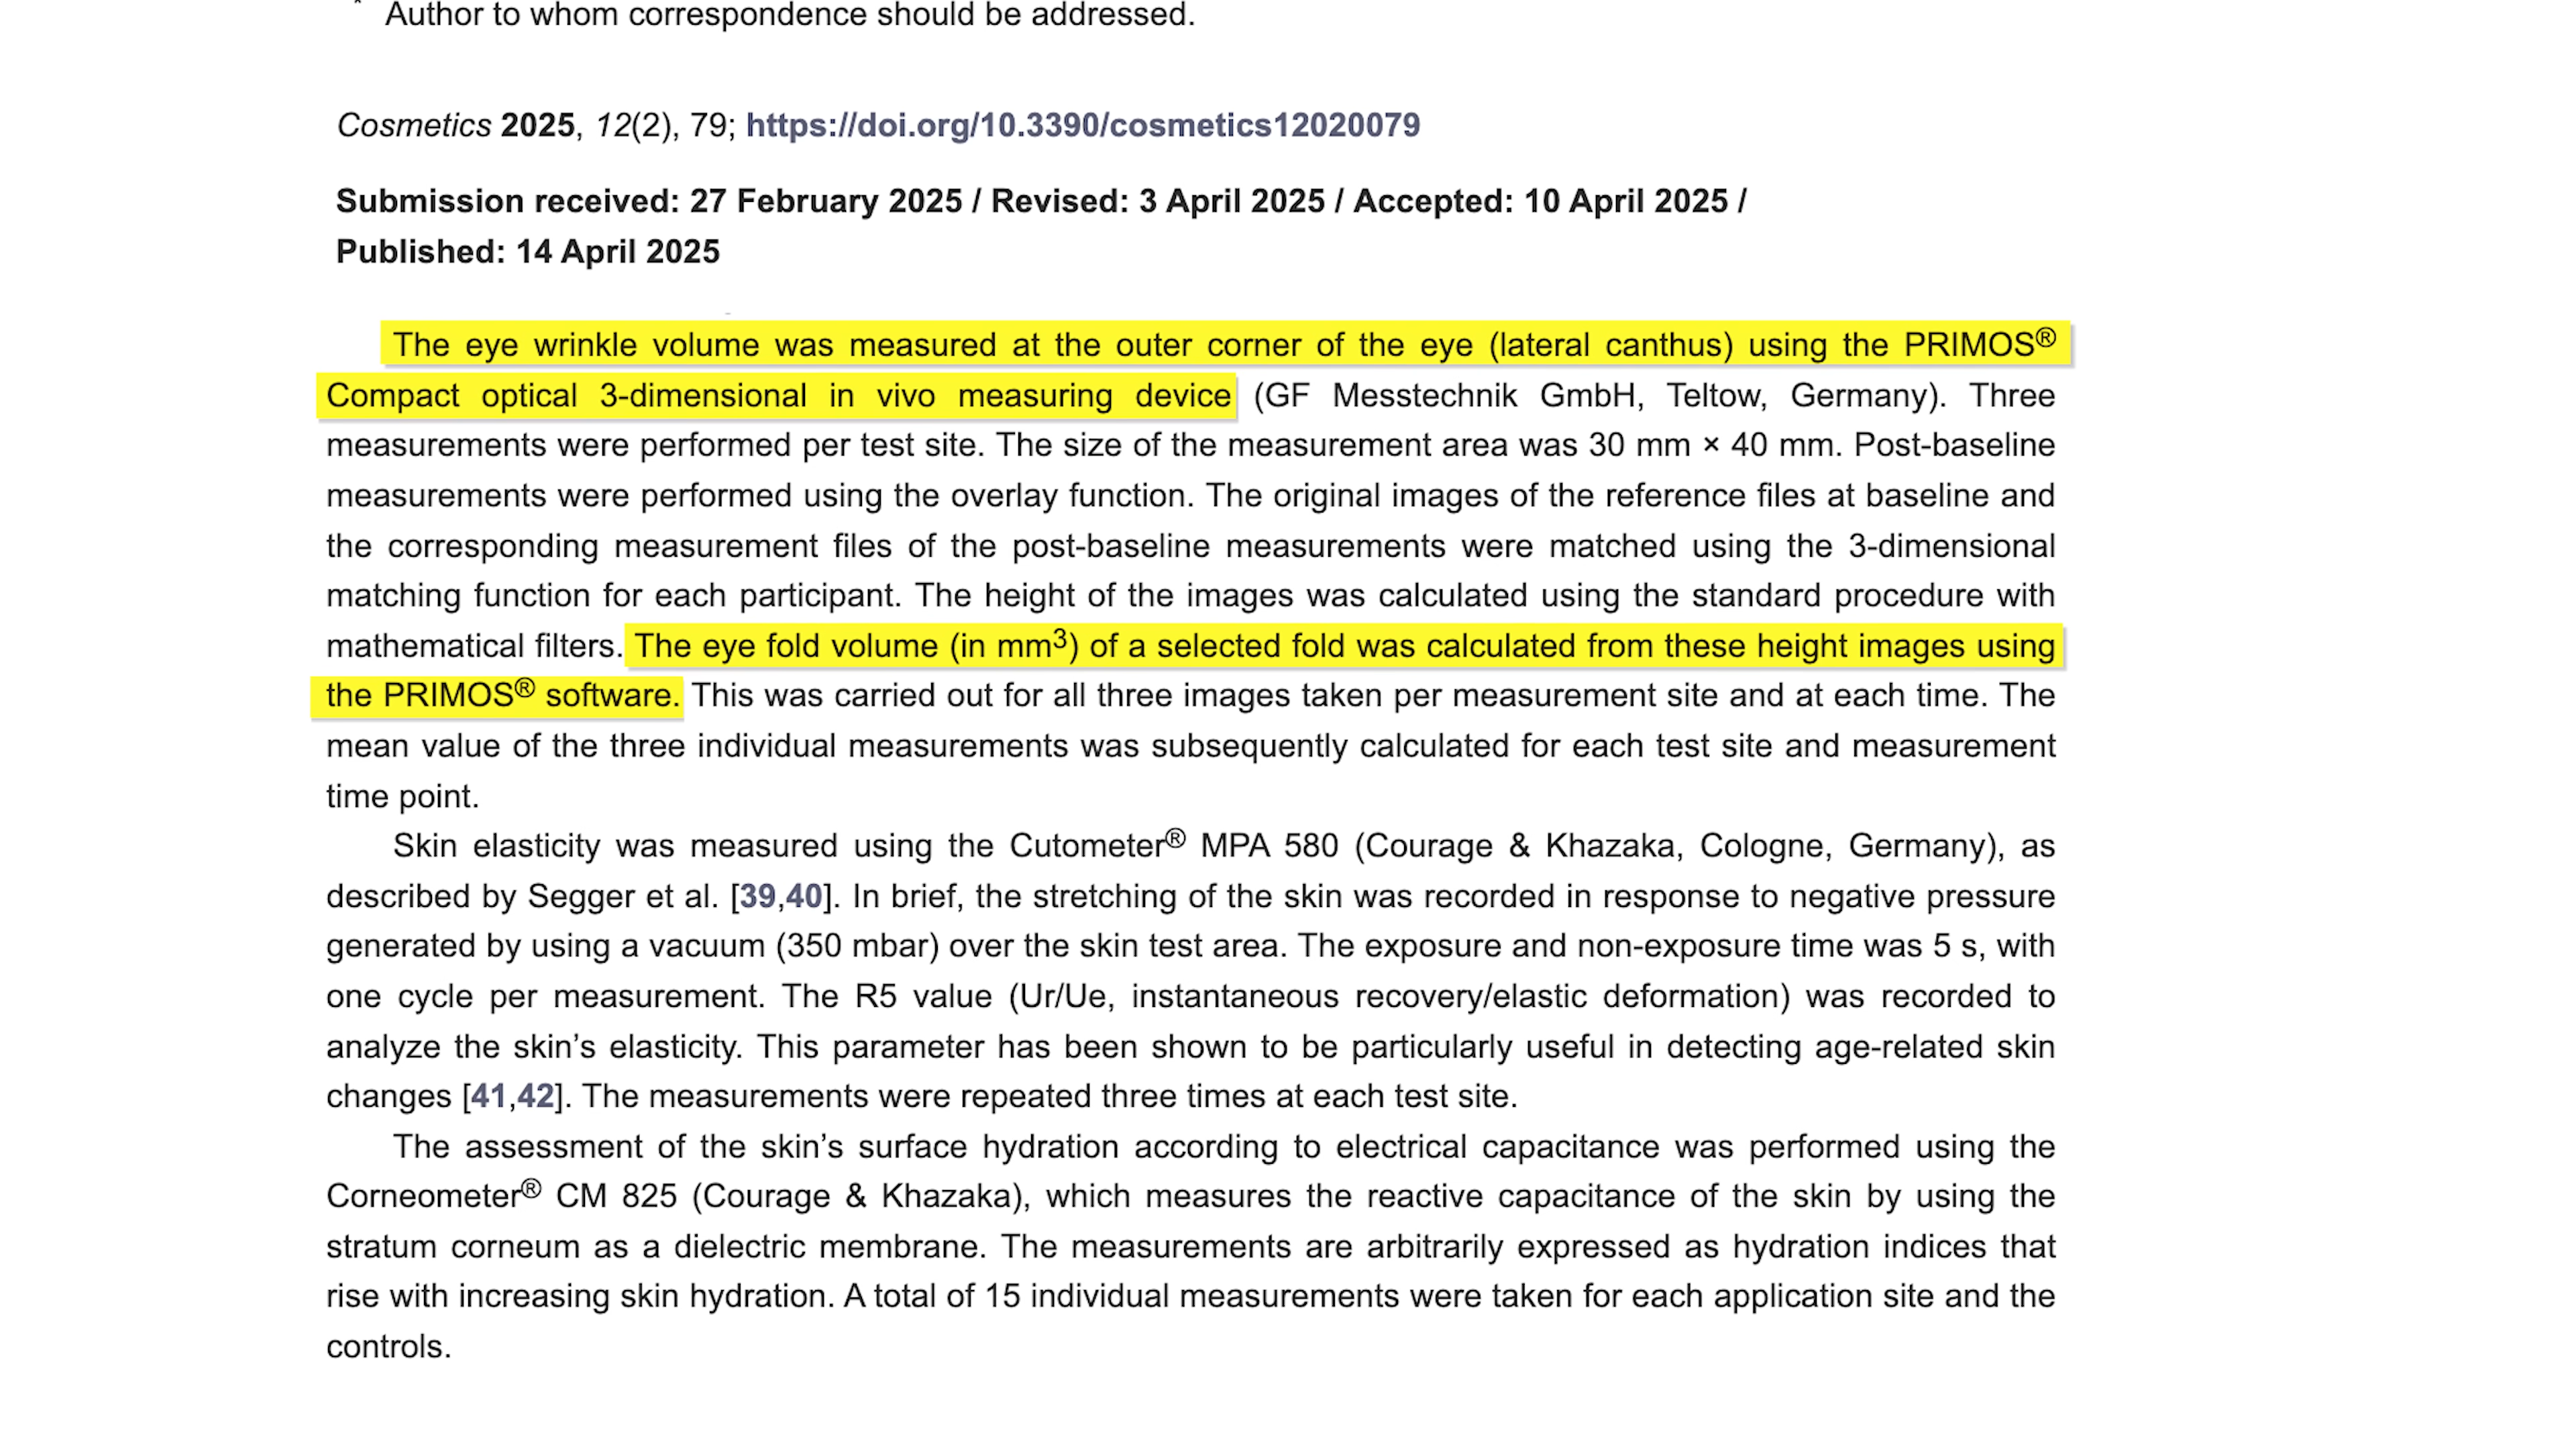 * Author to whom correspondence should be addressed.
Cosmetics 2025, 12(2), 79; https://doi.org/10.3390/cosmetics12020079
Submission received: 27 February 2025 / Revised: 3 April 2025 / Accepted: 10 April 2025 /
Published: 14 April 2025
The eye wrinkle volume was measured at the outer corner of the eye (lateral canthus) using the PRIMOS®
Compact optical 3-dimensional in vivo measuring device (GF Messtechnik GmbH, Teltow, Germany). Three
measurements were performed per test site. The size of the measurement area was 30 mm × 40 mm. Post-baseline
measurements were performed using the overlay function. The original images of the reference files at baseline and
the corresponding measurement files of the post-baseline measurements were matched using the 3-dimensional
matching function for each participant. The height of the images was calculated using the standard procedure with
mathematical filters. The eye fold volume (in mm³) of a selected fold was calculated from these height images using
the PRIMOS® software. This was carried out for all three images taken per measurement site and at each time. The
mean value of the three individual measurements was subsequently calculated for each test site and measurement
time point.
Skin elasticity was measured using the Cutometer® MPA 580 (Courage & Khazaka, Cologne, Germany), as
described by Segger et al. [39,40]. In brief, the stretching of the skin was recorded in response to negative pressure
generated by using a vacuum (350 mbar) over the skin test area. The exposure and non-exposure time was 5 s, with
one cycle per measurement. The R5 value (Ur/Ue, instantaneous recovery/elastic deformation) was recorded to
analyze the skin’s elasticity. This parameter has been shown to be particularly useful in detecting age-related skin
changes [41,42]. The measurements were repeated three times at each test site.
The assessment of the skin’s surface hydration according to electrical capacitance was performed using the
Corneometer® CM 825 (Courage & Khazaka), which measures the reactive capacitance of the skin by using the
stratum corneum as a dielectric membrane. The measurements are arbitrarily expressed as hydration indices that
rise with increasing skin hydration. A total of 15 individual measurements were taken for each application site and the
controls.